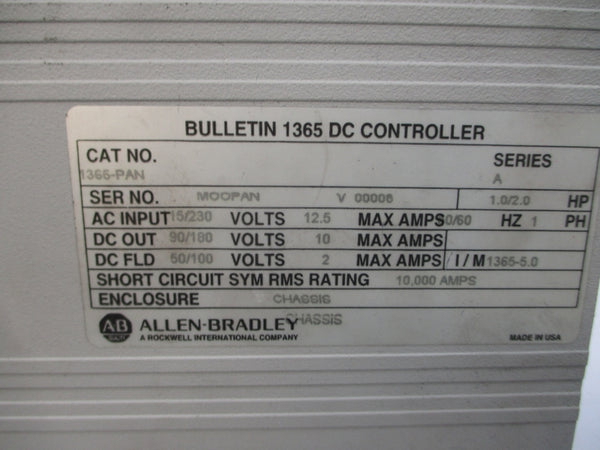 BULLETIN 1365 DC CONTROLLER
CAT NO. SERIES
1365-PAN A
SER NO. MOOPAN V 00006 1.0/2.0 HP
AC INPUT 15/230 VOLTS 12.5 MAX AMPS 0/60 HZ 1 PH
DC OUT 90/180 VOLTS 10 MAX AMPS
DC FLD 50/100 VOLTS 2 MAX AMPS / I / M 1365-5.0
SHORT CIRCUIT SYM RMS RATING 10,000 AMPS
ENCLOSURE CHASSIS
CHASSIS
AB ALLEN-BRADLEY
A ROCKWELL INTERNATIONAL COMPANY MADE IN USA